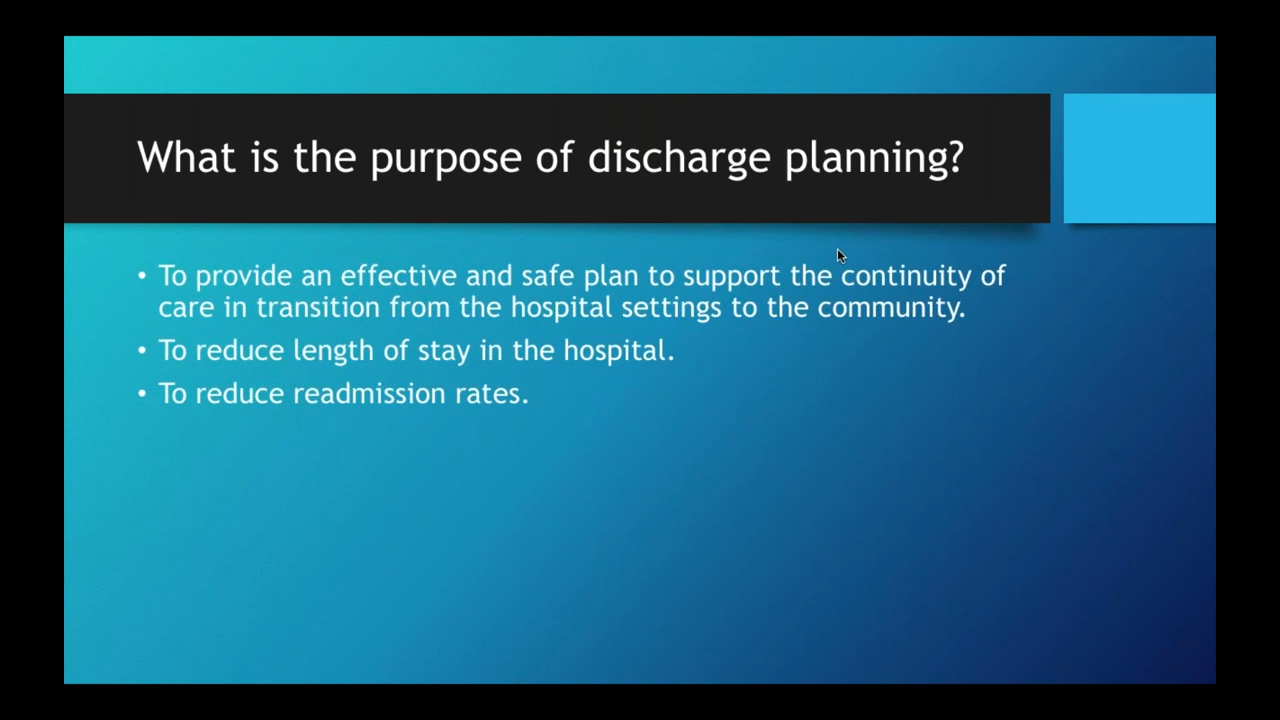 What is the purpose of discharge planning?
• To provide an effective and safe plan to support the continuity of
care in transition from the hospital settings to the community.
• To reduce length of stay in the hospital.
• To reduce readmission rates.